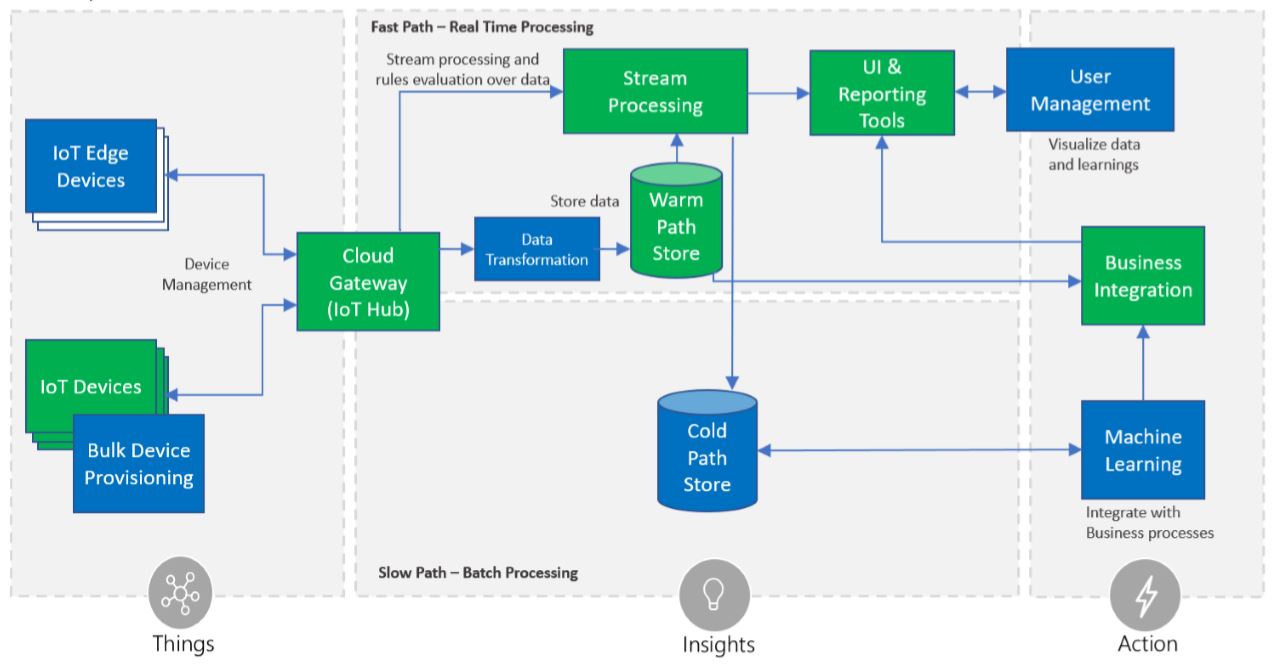 Fast Path – Real Time Processing
Stream processing and
rules evaluation over data
Stream
Processing
UI &
Reporting
Tools
User
Management
Visualize data
and learnings
IoT Edge
Devices
Store data
Warm
Path
Store
Data
Transformation
Device
Management
Cloud
Gateway
(IoT Hub)
Business
Integration
IoT Devices
Bulk Device
Provisioning
Cold
Path
Store
Machine
Learning
Integrate with
Business processes
Slow Path – Batch Processing
Things
Insights
Action